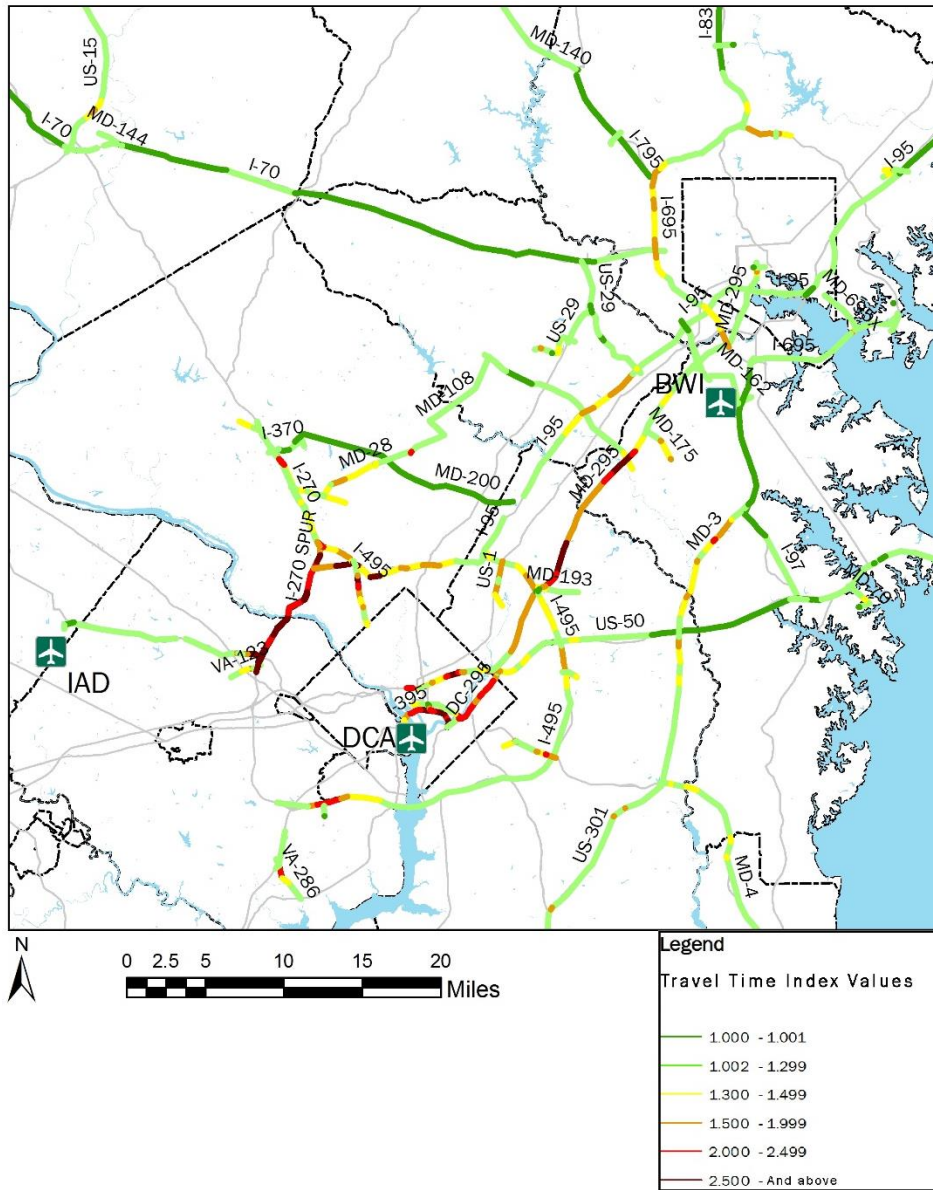 I-83
MD-140
US-15
I-70
MD-144
I-70
I-795
I-95
I-695
US-29
MD-295
I-95
I-95
MD-695X
US-29
I-695
MD-162
MD-108
BWI
I-370
I-95
MD-175
MD-28
MD-295
I-270
MD-200
I-95
MD-3
SPUR
I-495
US-1
I-97
I-270
MD-193
I-495
US-50
VA-123
IAD
395
DC-295
DCA
I-495
US-301
VA-286
MD-4
N
0 2.5 5 10 15 20
Miles
Legend
Travel Time Index Values
1.000 - 1.001
1.002 - 1.299
1.300 - 1.499
1.500 - 1.999
2.000 - 2.499
2.500 - And above